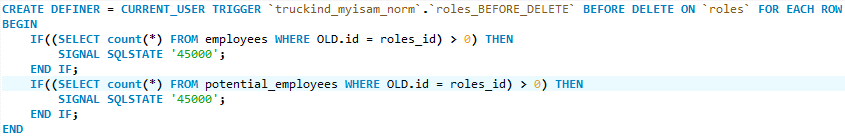 CREATE DEFINER = CURRENT_USER TRIGGER `truckind_myisam_norm`.`roles_BEFORE_DELETE` BEFORE DELETE ON `roles` FOR EACH ROW
BEGIN
    IF((SELECT count(*) FROM employees WHERE OLD.id = roles_id) > 0) THEN
        SIGNAL SQLSTATE '45000';
    END IF;
    IF((SELECT count(*) FROM potential_employees WHERE OLD.id = roles_id) > 0) THEN
        SIGNAL SQLSTATE '45000';
    END IF;
END